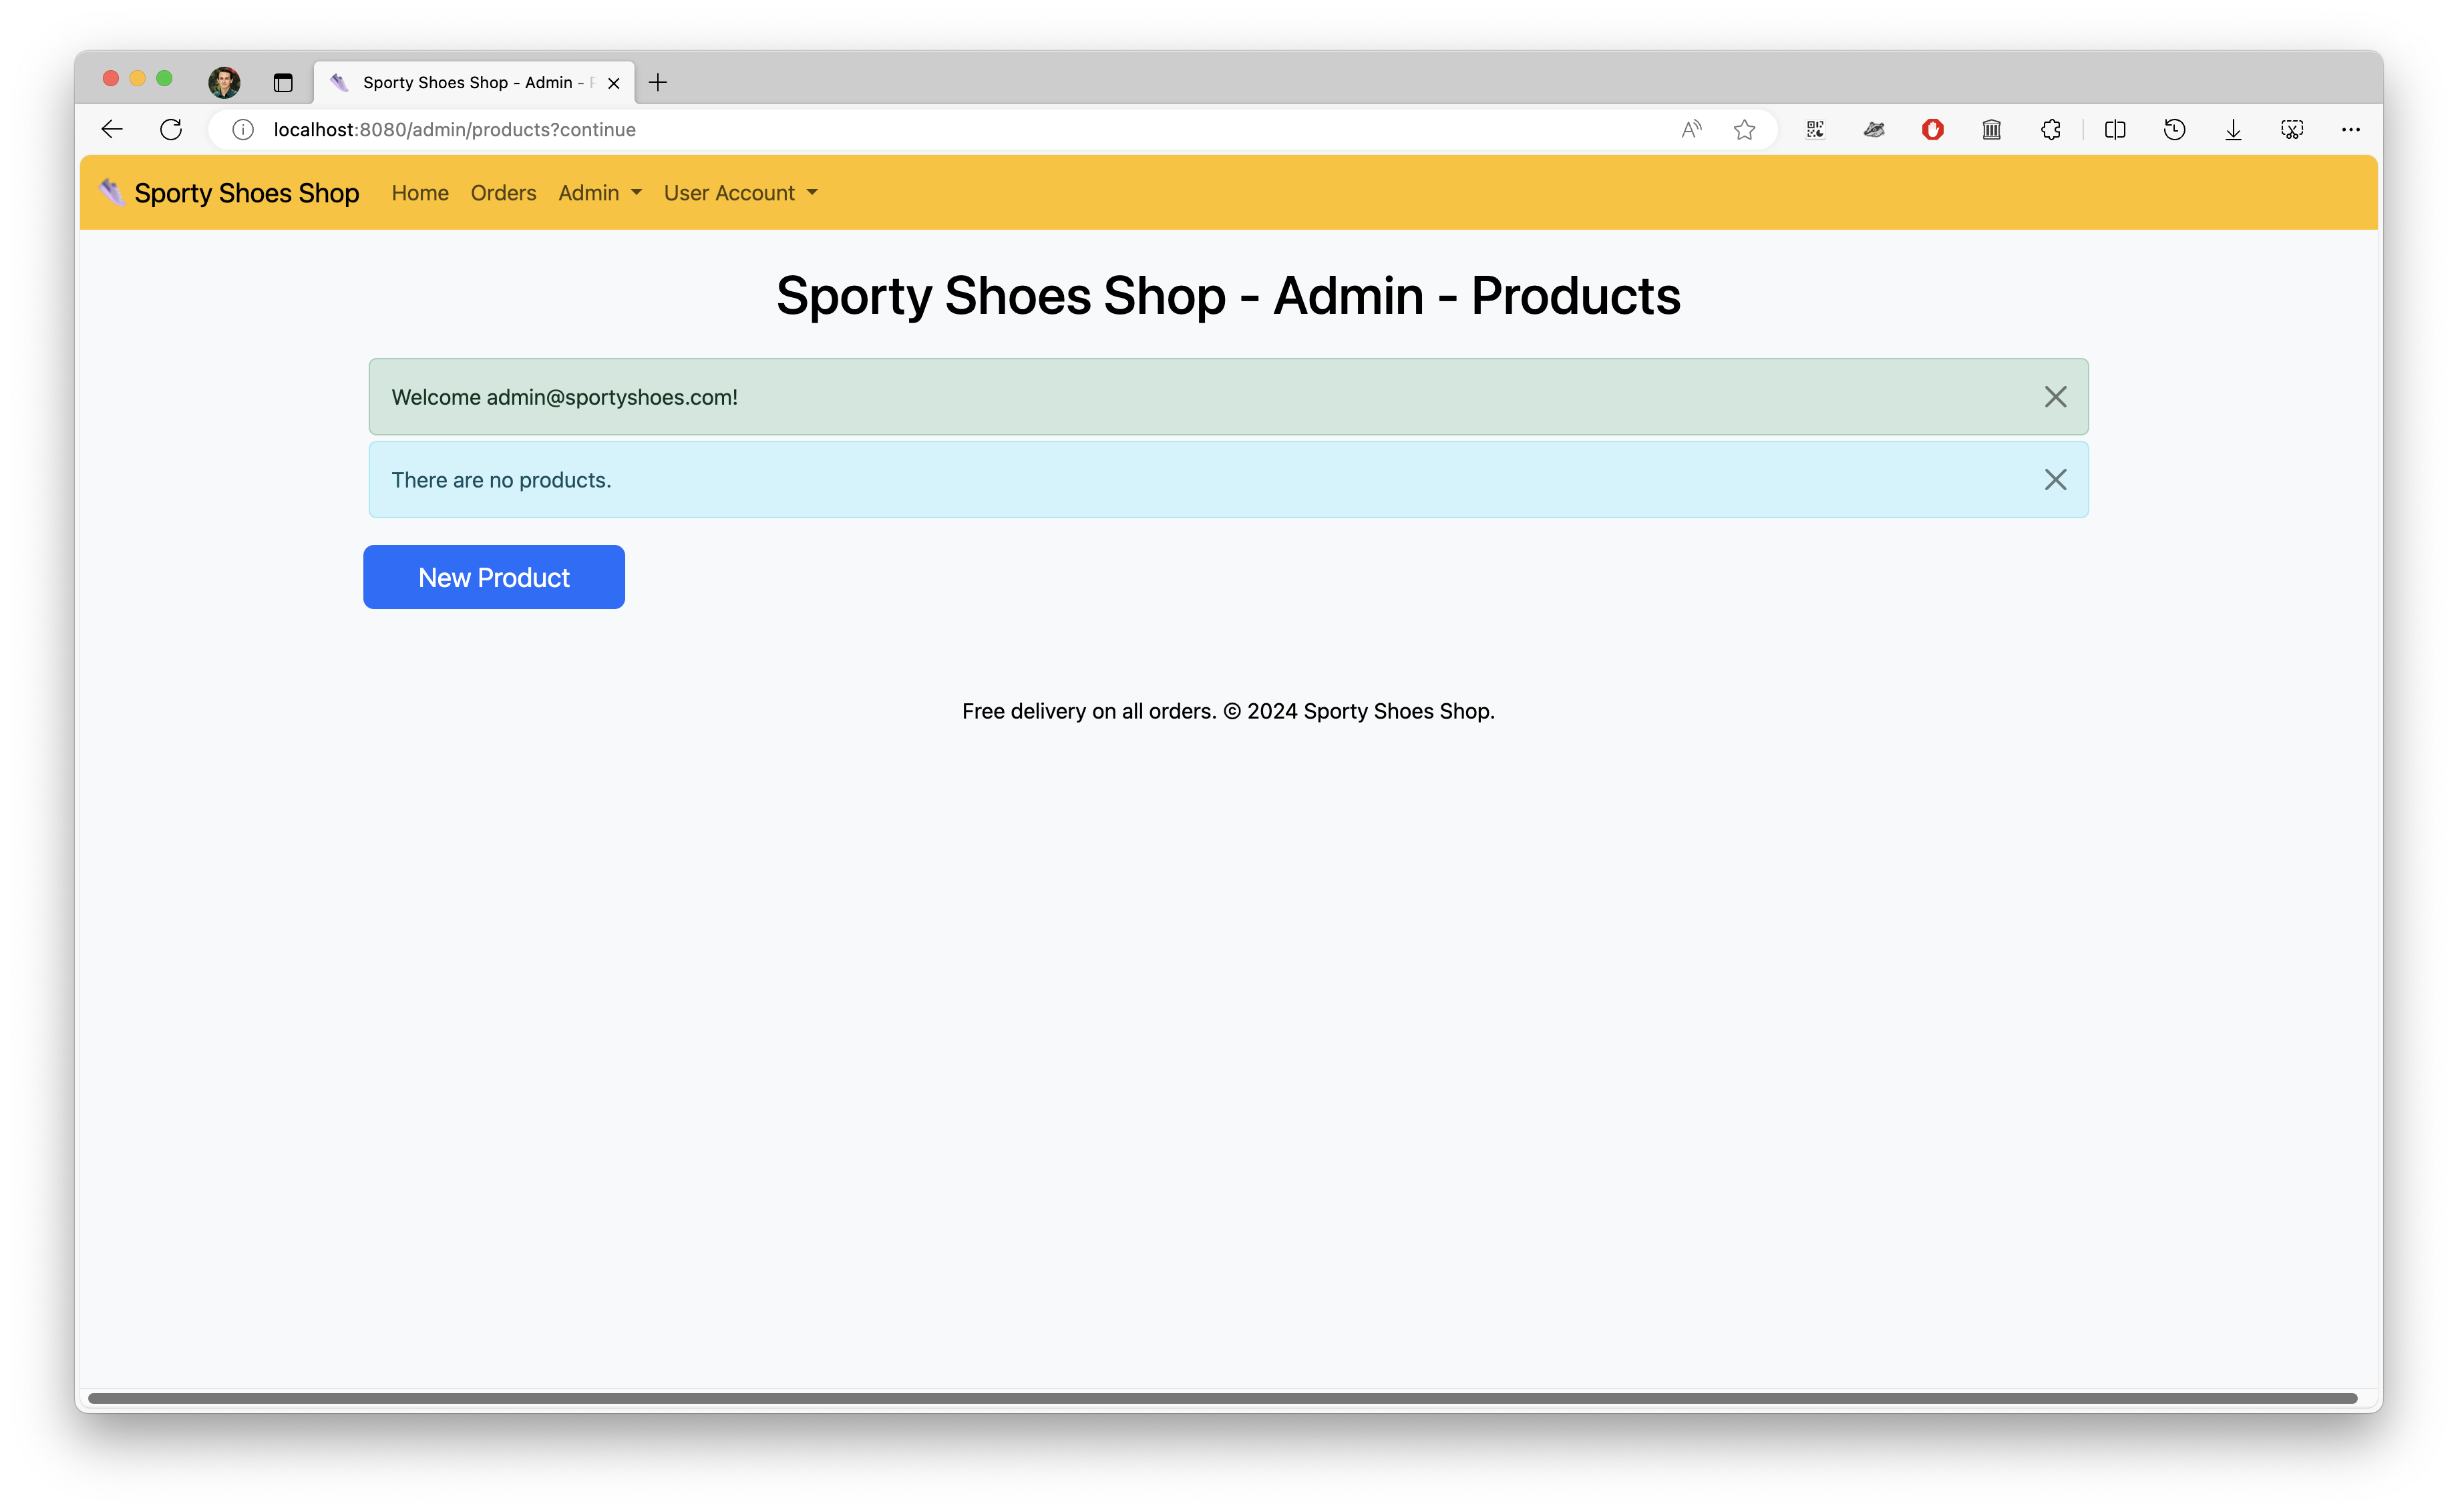 Sporty Shoes Shop - Admin -
localhost:8080/admin/products?continue
Sporty Shoes Shop
Home
Orders
Admin
User Account
Sporty Shoes Shop - Admin - Products
Welcome admin@sportyshoes.com!
There are no products.
New Product
Free delivery on all orders. © 2024 Sporty Shoes Shop.